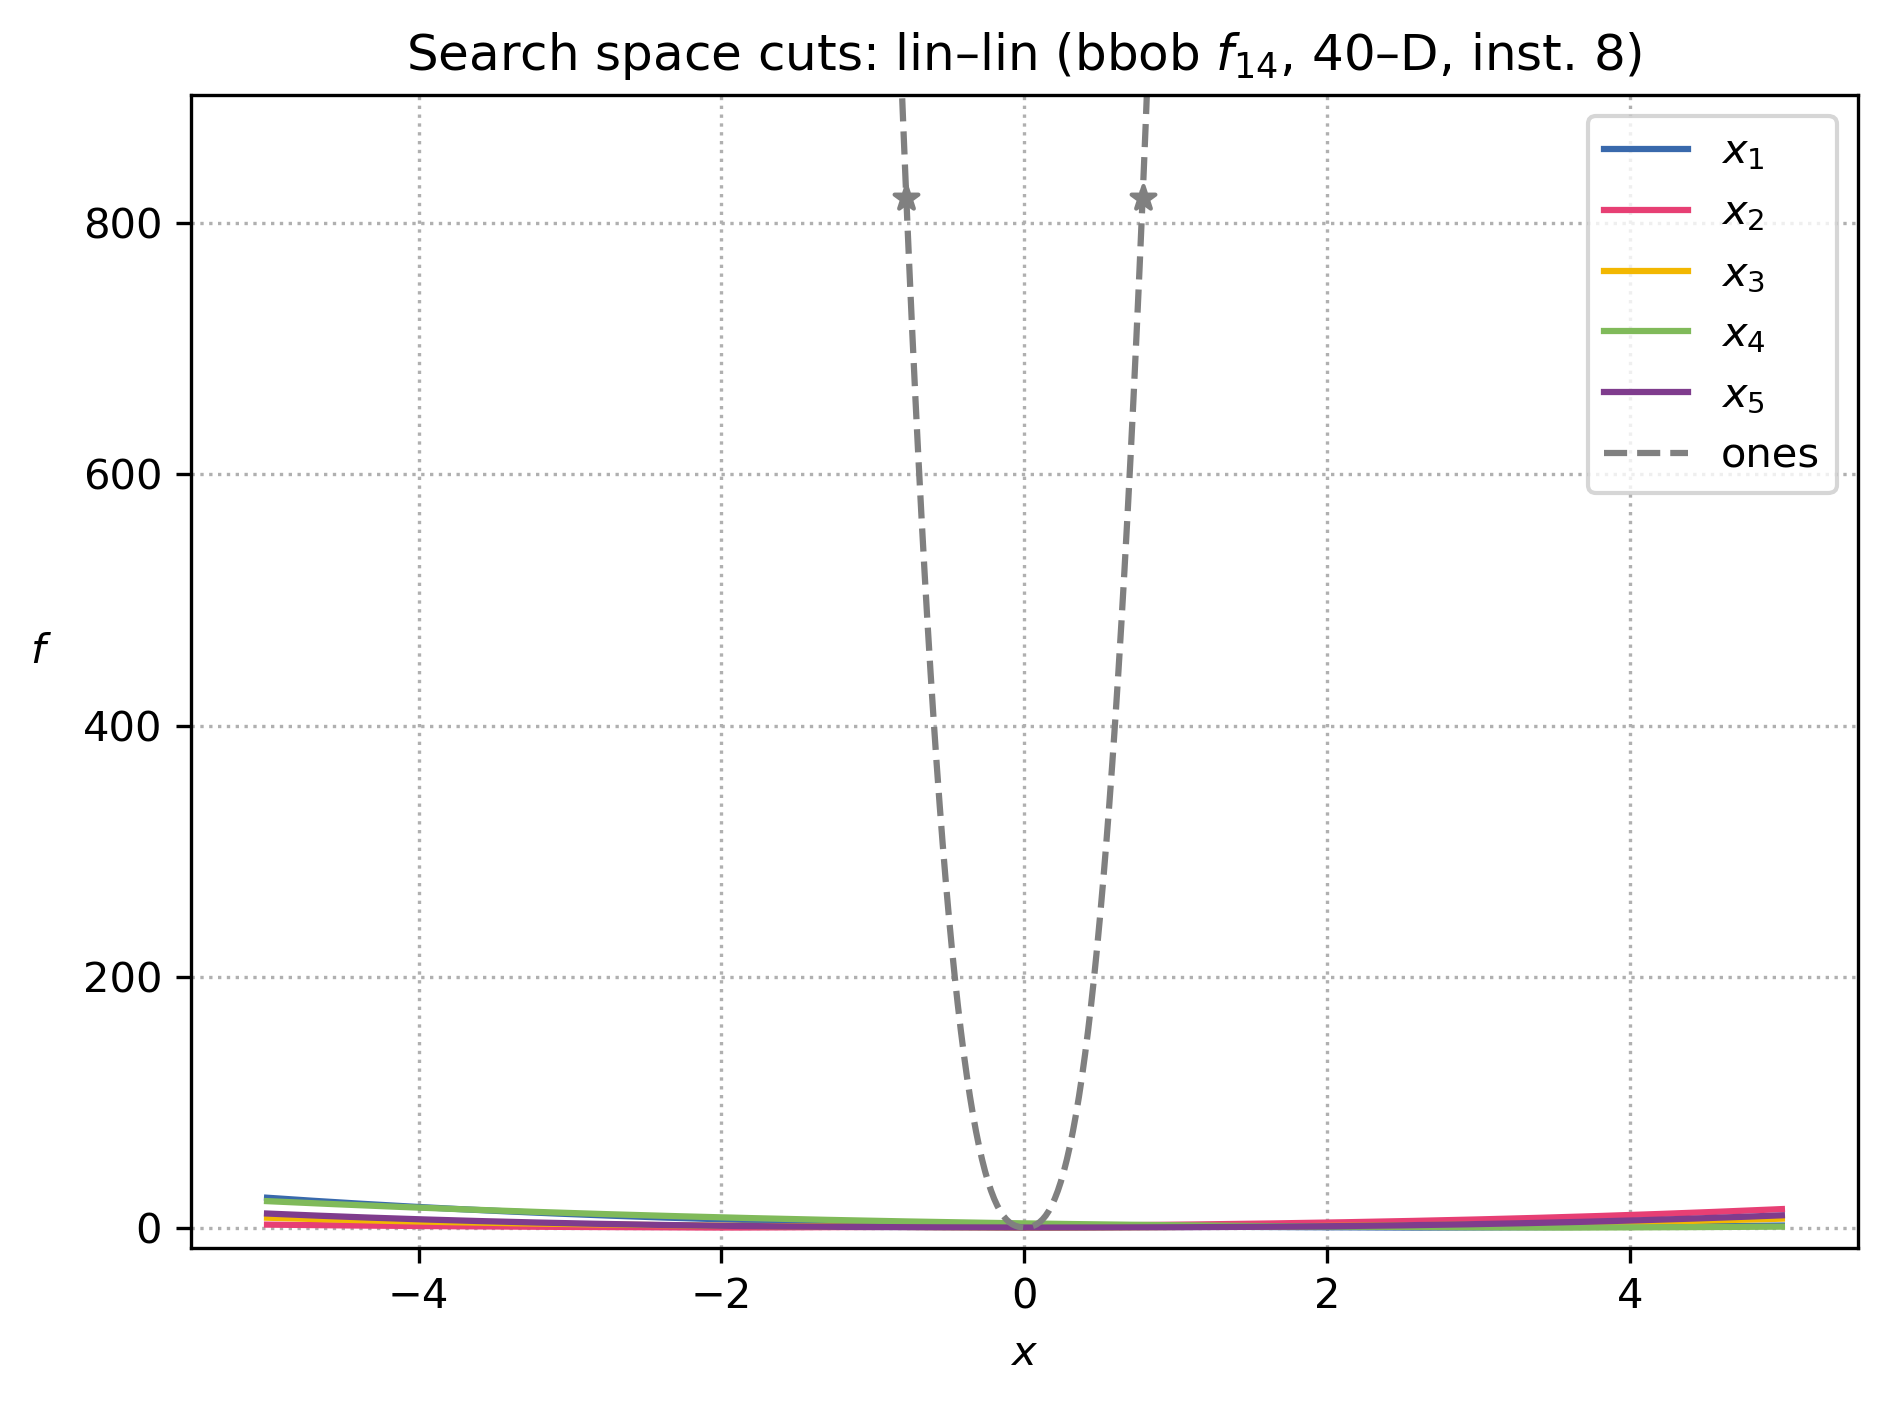 Search space cuts: lin–lin (bbob f14, 40–D, inst. 8)
800
600
400
200
0
f
−4
−2
0
2
4
x
x1
x2
x3
x4
x5
ones